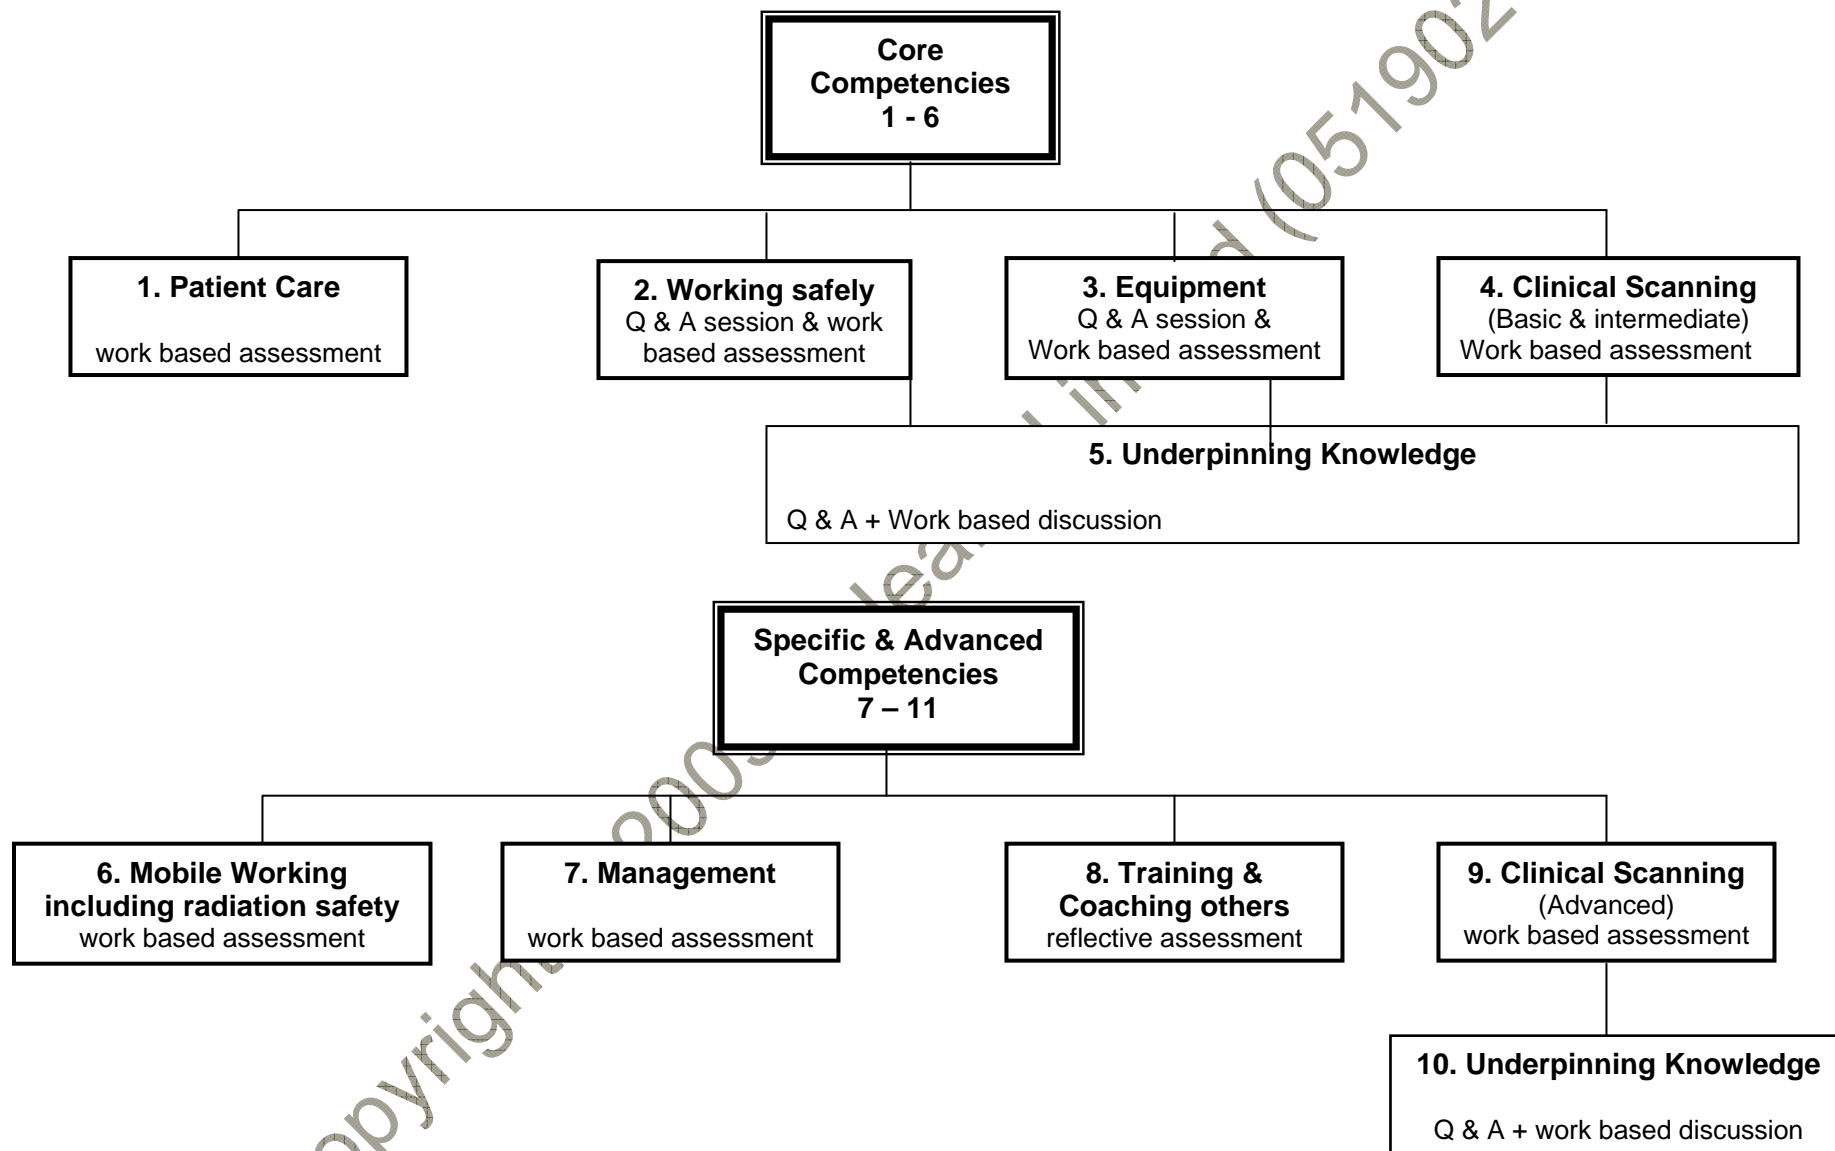 Core
Competencies
1 - 6
1. Patient Care
work based assessment
2. Working safely
Q & A session & work
based assessment
3. Equipment
Q & A session &
Work based assessment
4. Clinical Scanning
(Basic & intermediate)
Work based assessment
5. Underpinning Knowledge
Q & A + Work based discussion
Specific & Advanced
Competencies
7 – 11
6. Mobile Working
including radiation safety
work based assessment
7. Management
work based assessment
8. Training &
Coaching others
reflective assessment
9. Clinical Scanning
(Advanced)
work based assessment
10. Underpinning Knowledge
Q & A + work based discussion